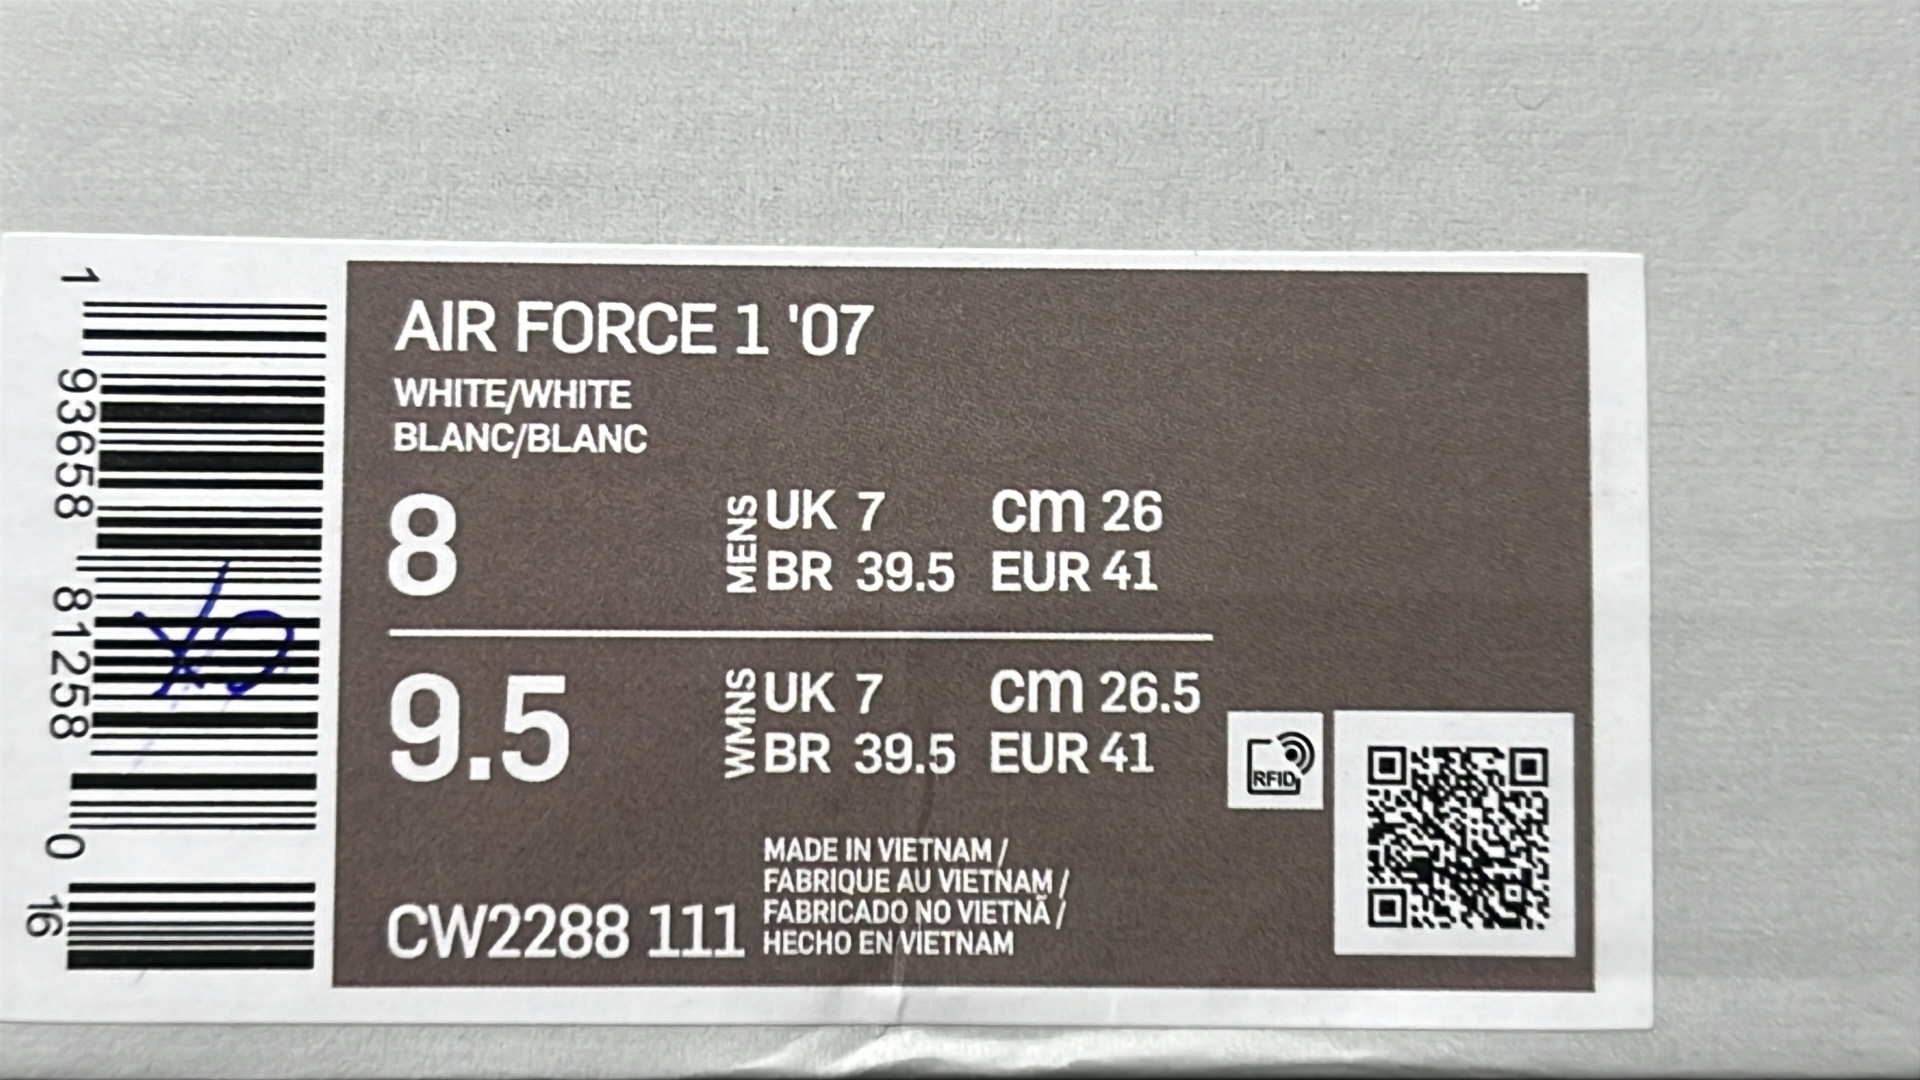 1 93658 81258 0 16
AIR FORCE 1 '07
WHITE/WHITE
BLANC/BLANC
8 MENS UK 7 cm 26
BR 39.5 EUR 41
9.5 WMNS UK 7 cm 26.5
BR 39.5 EUR 41
RFID
MADE IN VIETNAM /
FABRIQUE AU VIETNAM /
FABRICADO NO VIETNÃ /
CW2288 111 HECHO EN VIETNAM